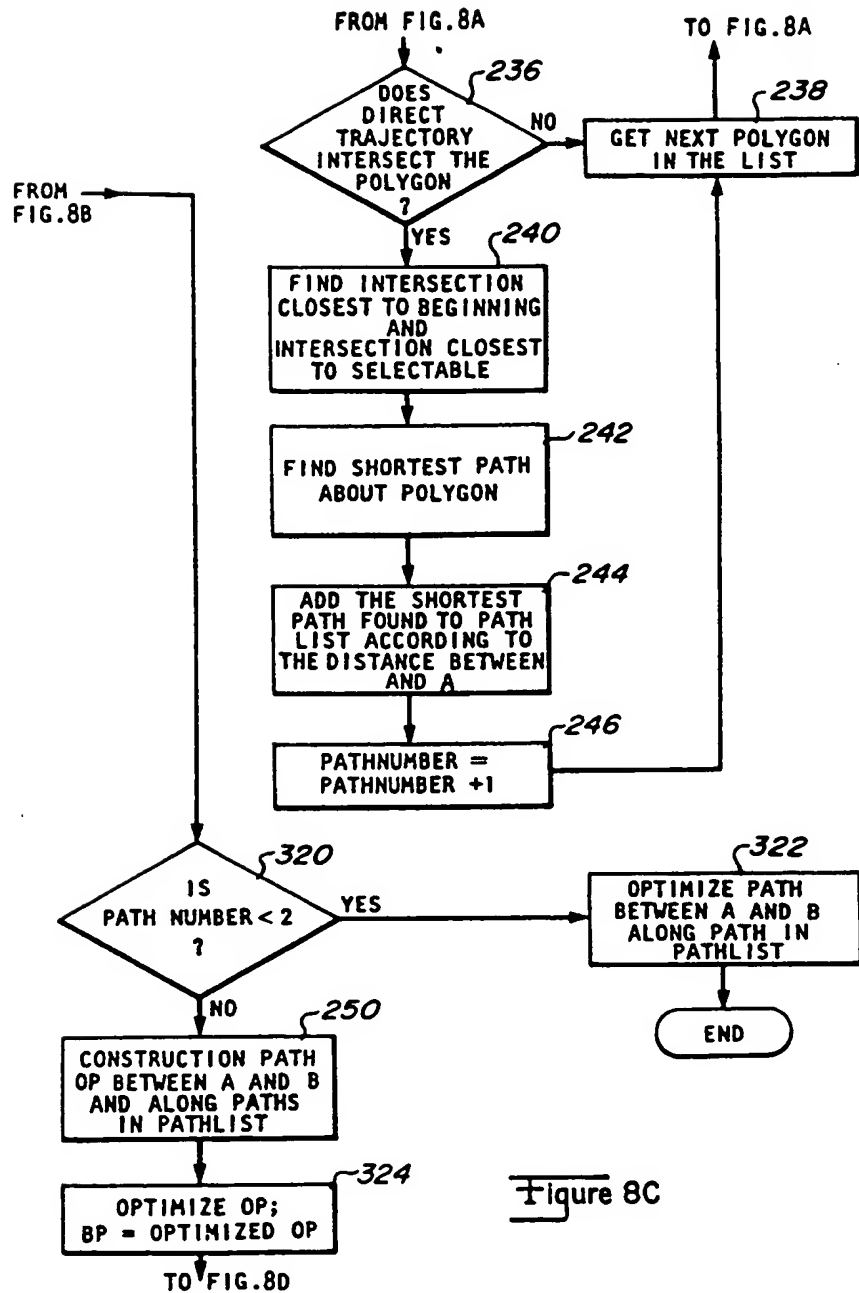 FROM FIG.8A
TO FIG.8A
236
DOES
DIRECT
TRAJECTORY
INTERSECT THE
POLYGON
?
NO
YES
238
GET NEXT POLYGON
IN THE LIST
FROM
FIG.8B
240
FIND INTERSECTION
CLOSEST TO BEGINNING
AND
INTERSECTION CLOSEST
TO SELECTABLE
242
FIND SHORTEST PATH
ABOUT POLYGON
244
ADD THE SHORTEST
PATH FOUND TO PATH
LIST ACCORDING TO
THE DISTANCE BETWEEN
AND A
246
PATHNUMBER =
PATHNUMBER +1
320
IS
PATH NUMBER < 2
?
YES
NO
322
OPTIMIZE PATH
BETWEEN A AND B
ALONG PATH IN
PATHLIST
END
250
CONSTRUCTION PATH
OP BETWEEN A AND B
AND ALONG PATHS
IN PATHLIST
324
OPTIMIZE OP;
BP = OPTIMIZED OP
TO FIG.8D
Figure 8C